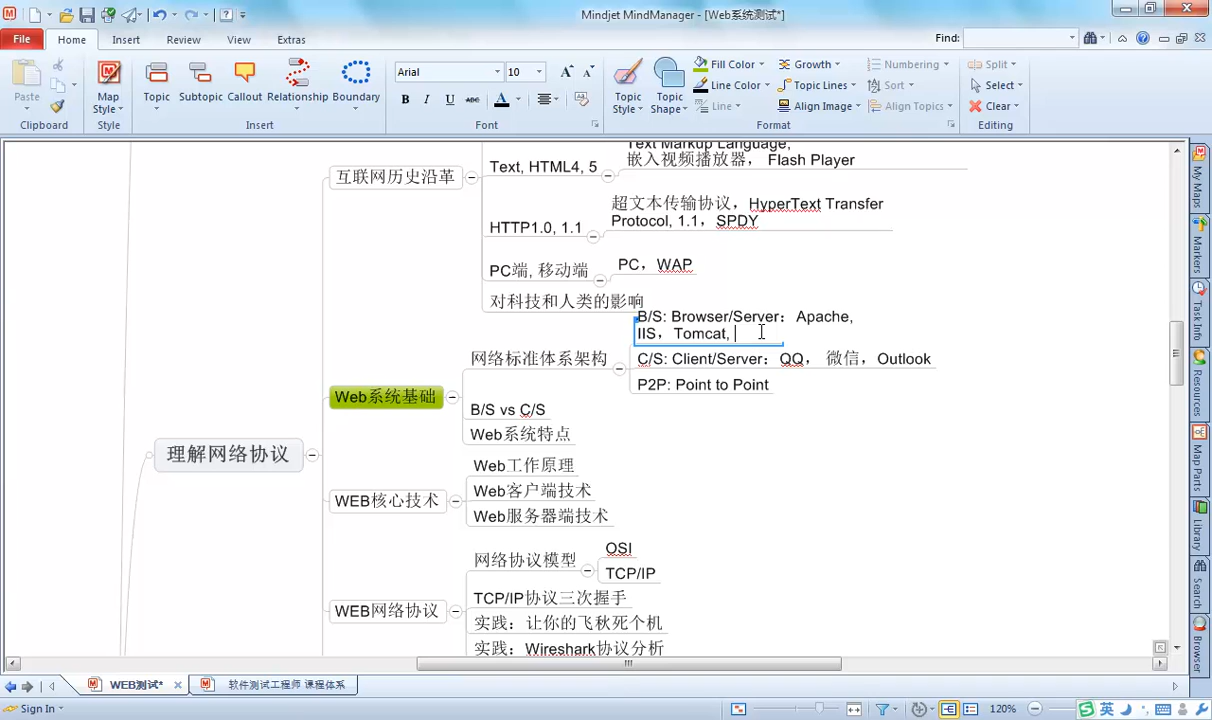 Mindjet MindManager - [Web系统测试*]
File
Home
Insert
Review
View
Extras
Find:
Paste
Map Style
Topic
Subtopic
Callout
Relationship
Boundary
Arial
10
B
I
U
ABC
A
Topic Style
Topic Shape
Fill Color
Growth
Numbering
Split
Line Color
Topic Lines
Sort
Select
Line
Align Image
Align Topics
Clear
Clipboard
Style
Insert
Font
Format
Editing
互联网历史沿革
Text, HTML4, 5
Text Markup Language,
嵌入视频播放器，Flash Player
HTTP1.0, 1.1
超文本传输协议，HyperText Transfer
Protocol, 1.1，SPDY
PC端, 移动端
PC，WAP
对科技和人类的影响
B/S: Browser/Server：Apache,
IIS，Tomcat,
网络标准体系架构
C/S: Client/Server：QQ， 微信，Outlook
P2P: Point to Point
Web系统基础
B/S vs C/S
Web系统特点
理解网络协议
Web工作原理
WEB核心技术
Web客户端技术
Web服务器端技术
网络协议模型
OSI
TCP/IP
WEB网络协议
TCP/IP协议三次握手
实践：让你的飞秋死个机
实践：Wireshark协议分析
My Maps
Markers
Task Info
Map Parts
Library
Search
Browser
WEB测试*
软件测试工程师 课程体系
Sign In
120%
英